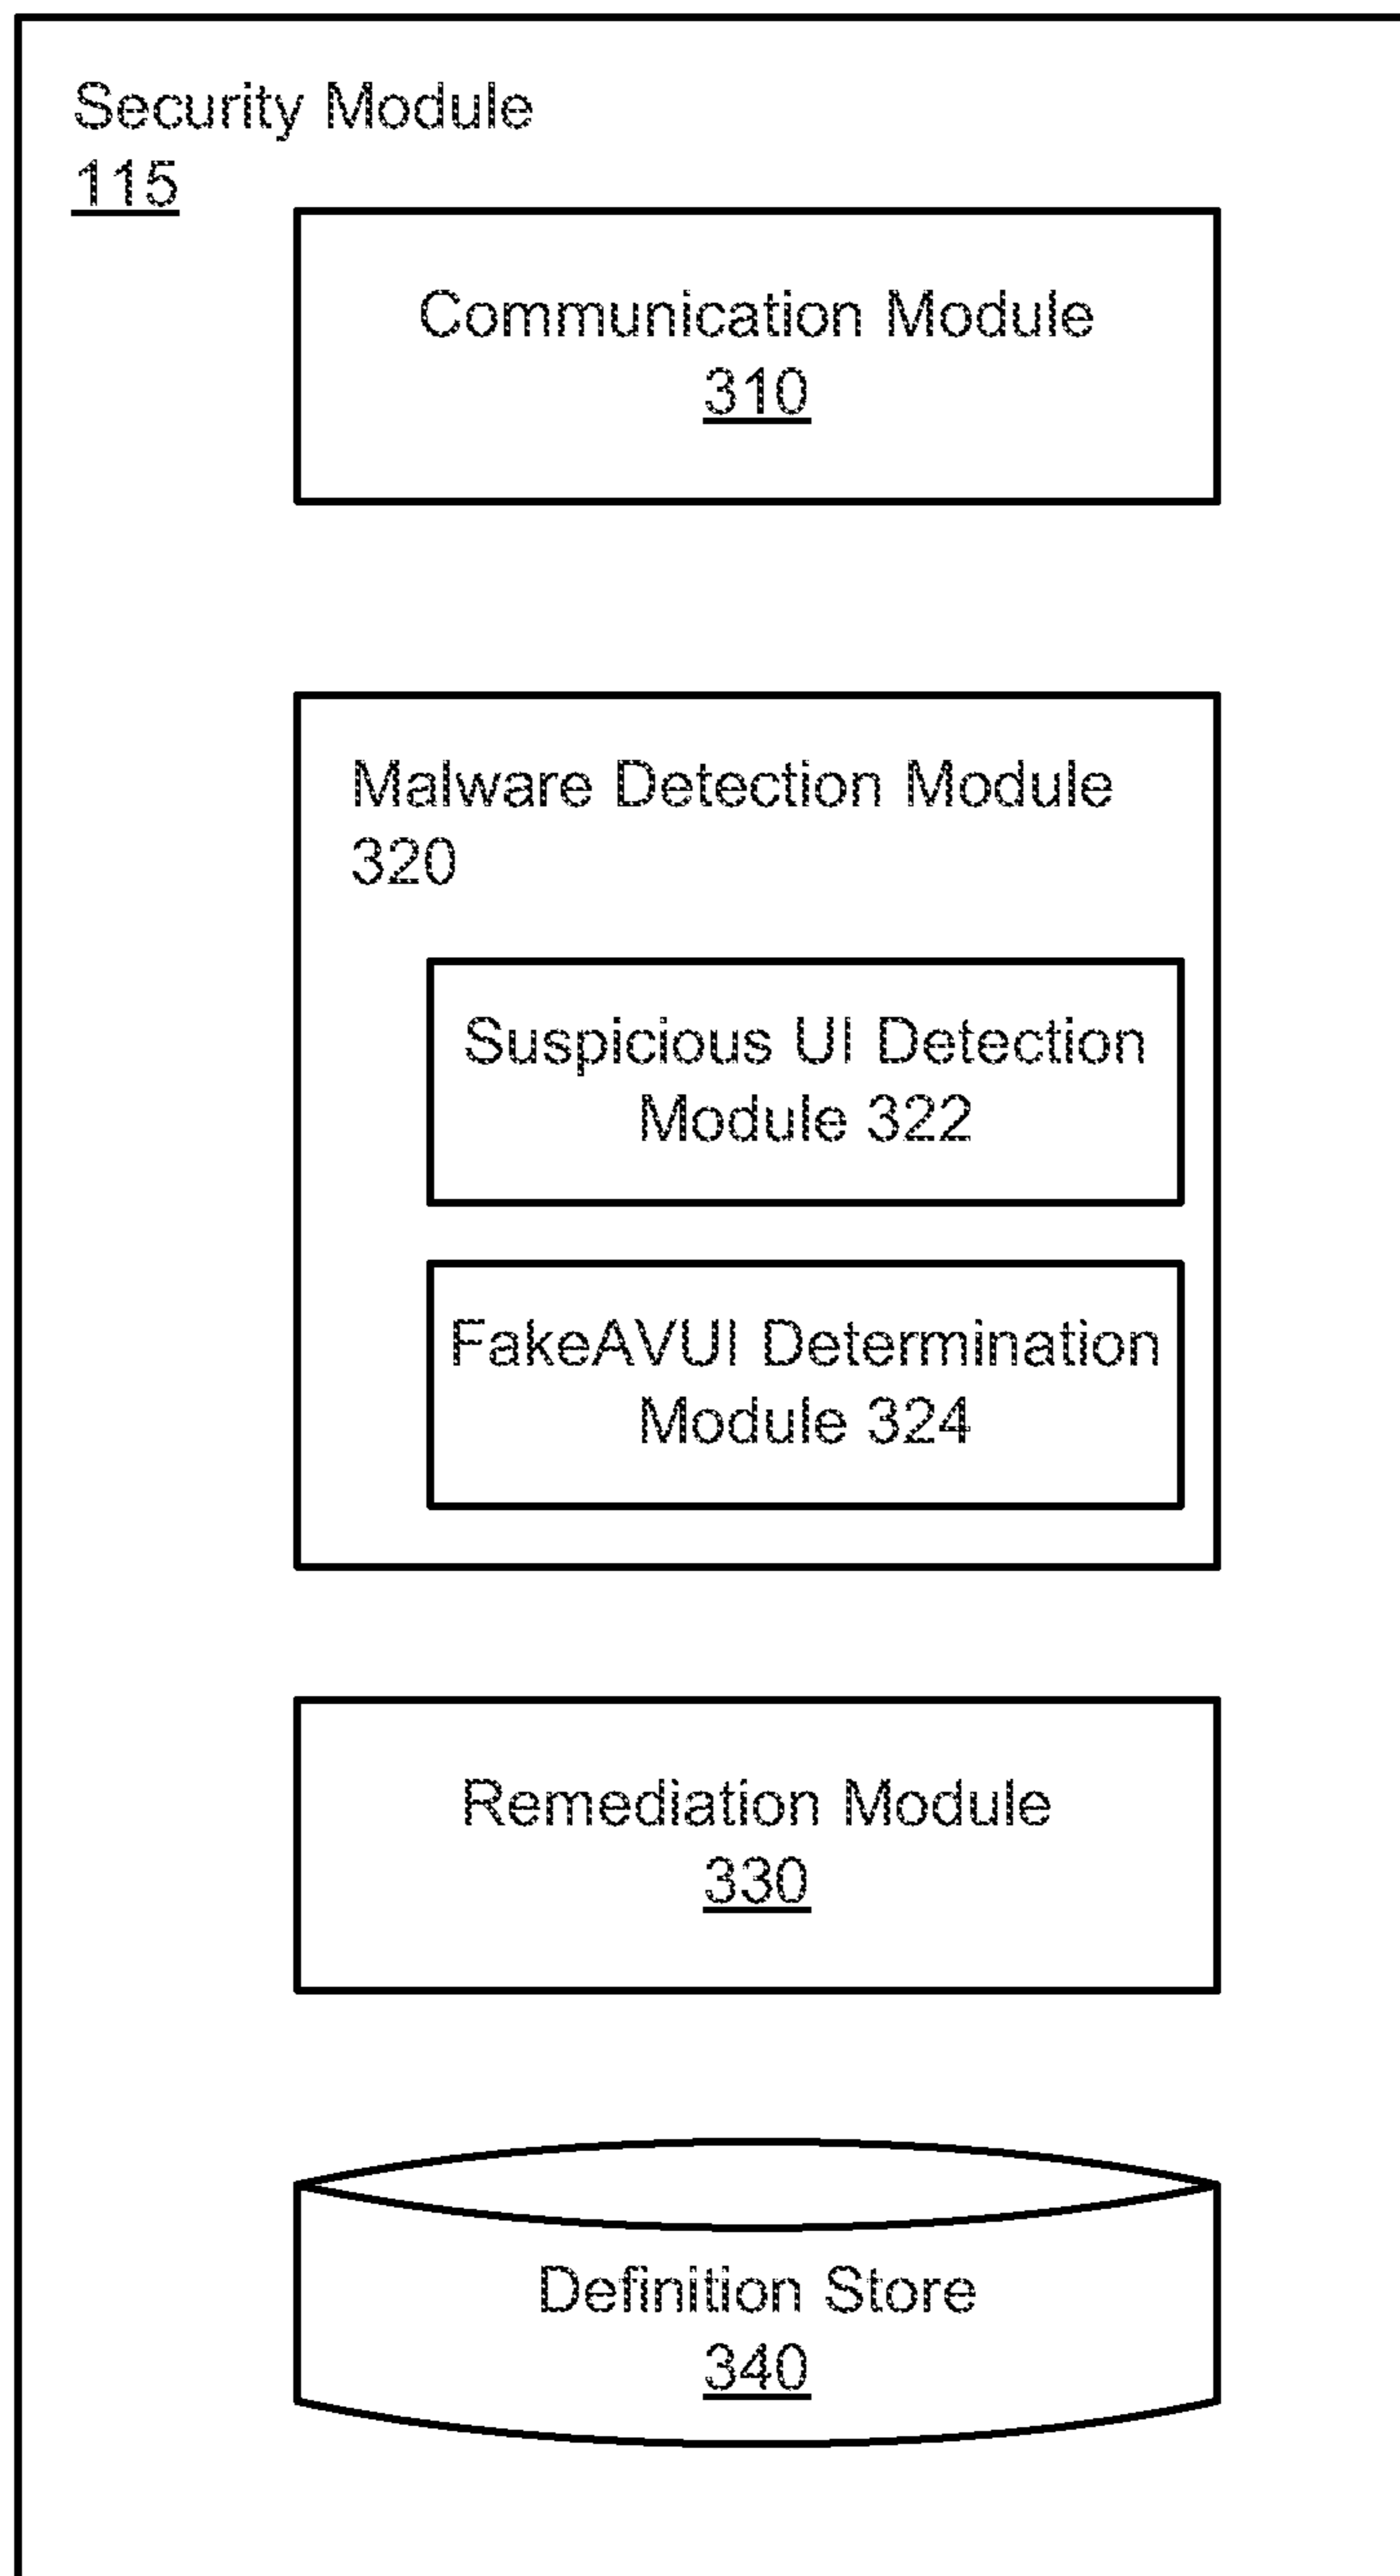 Security Module
115
Communication Module
310
Malware Detection Module
320
Suspicious UI Detection
Module 322
FakeAVUI Determination
Module 324
Remediation Module
330
Definition Store
340